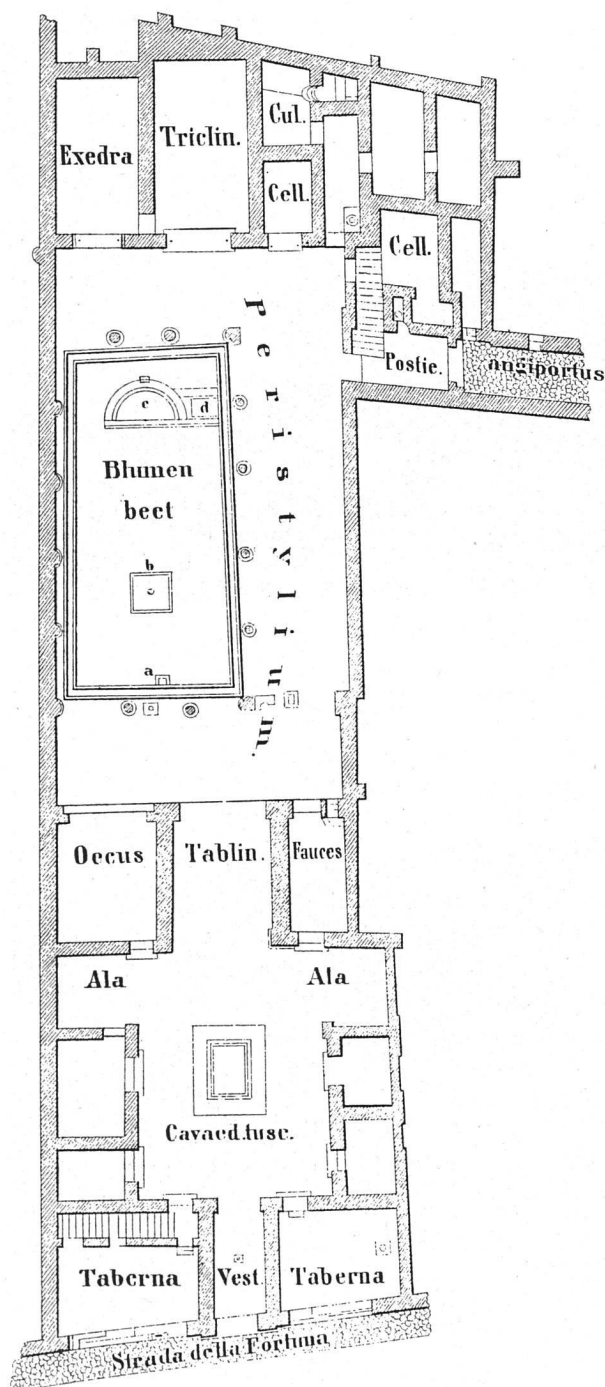 Exedra
Triclin.
Cul.
Cell.
Cell.
Postic.
angiportus
Peristylium.
c
d
Blumen
beet
b
a
Oecus
Tablin.
Fauces
Ala
Ala
Cavaed. tusc.
Taberna
Vest.
Taberna
Strada della Fortuna